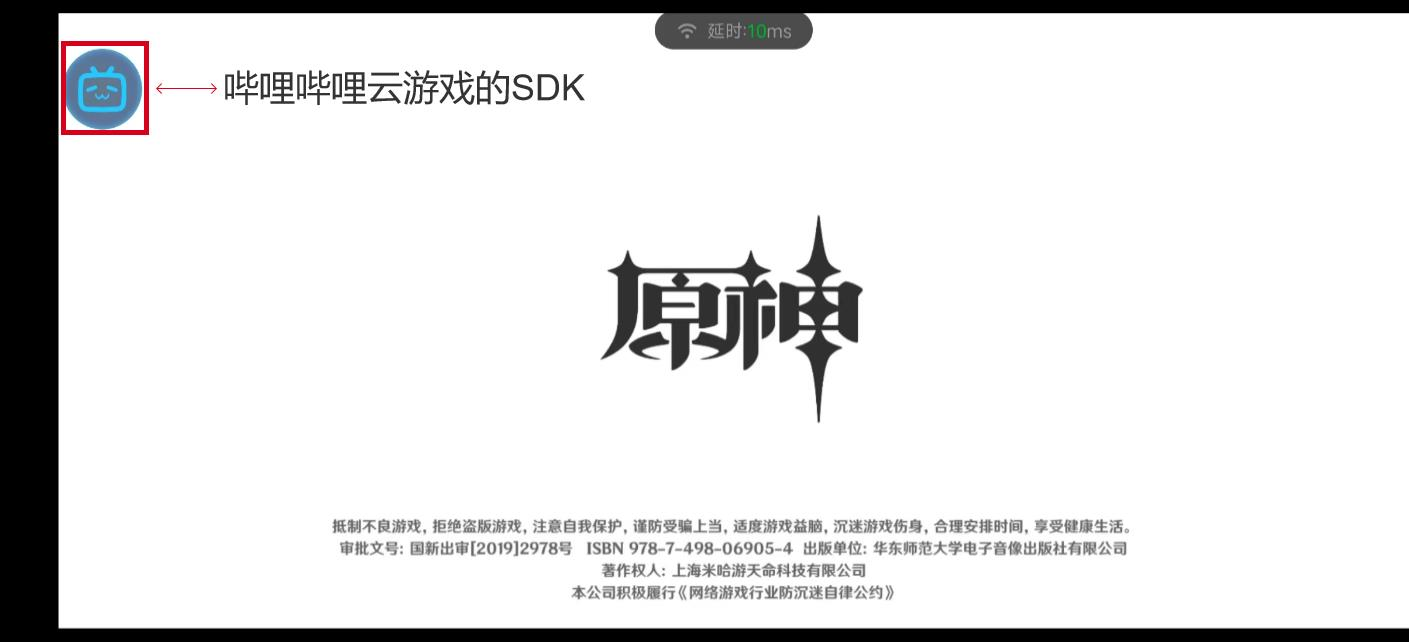 延时:10ms
哔哩哔哩云游戏的SDK
原神
抵制不良游戏，拒绝盗版游戏，注意自我保护，谨防受骗上当，适度游戏益脑，沉迷游戏伤身，合理安排时间，享受健康生活。
审批文号: 国新出审[2019]2978号 ISBN 978-7-498-06905-4 出版单位: 华东师范大学电子音像出版社有限公司
著作权人: 上海米哈游天命科技有限公司
本公司积极履行《网络游戏行业防沉迷自律公约》